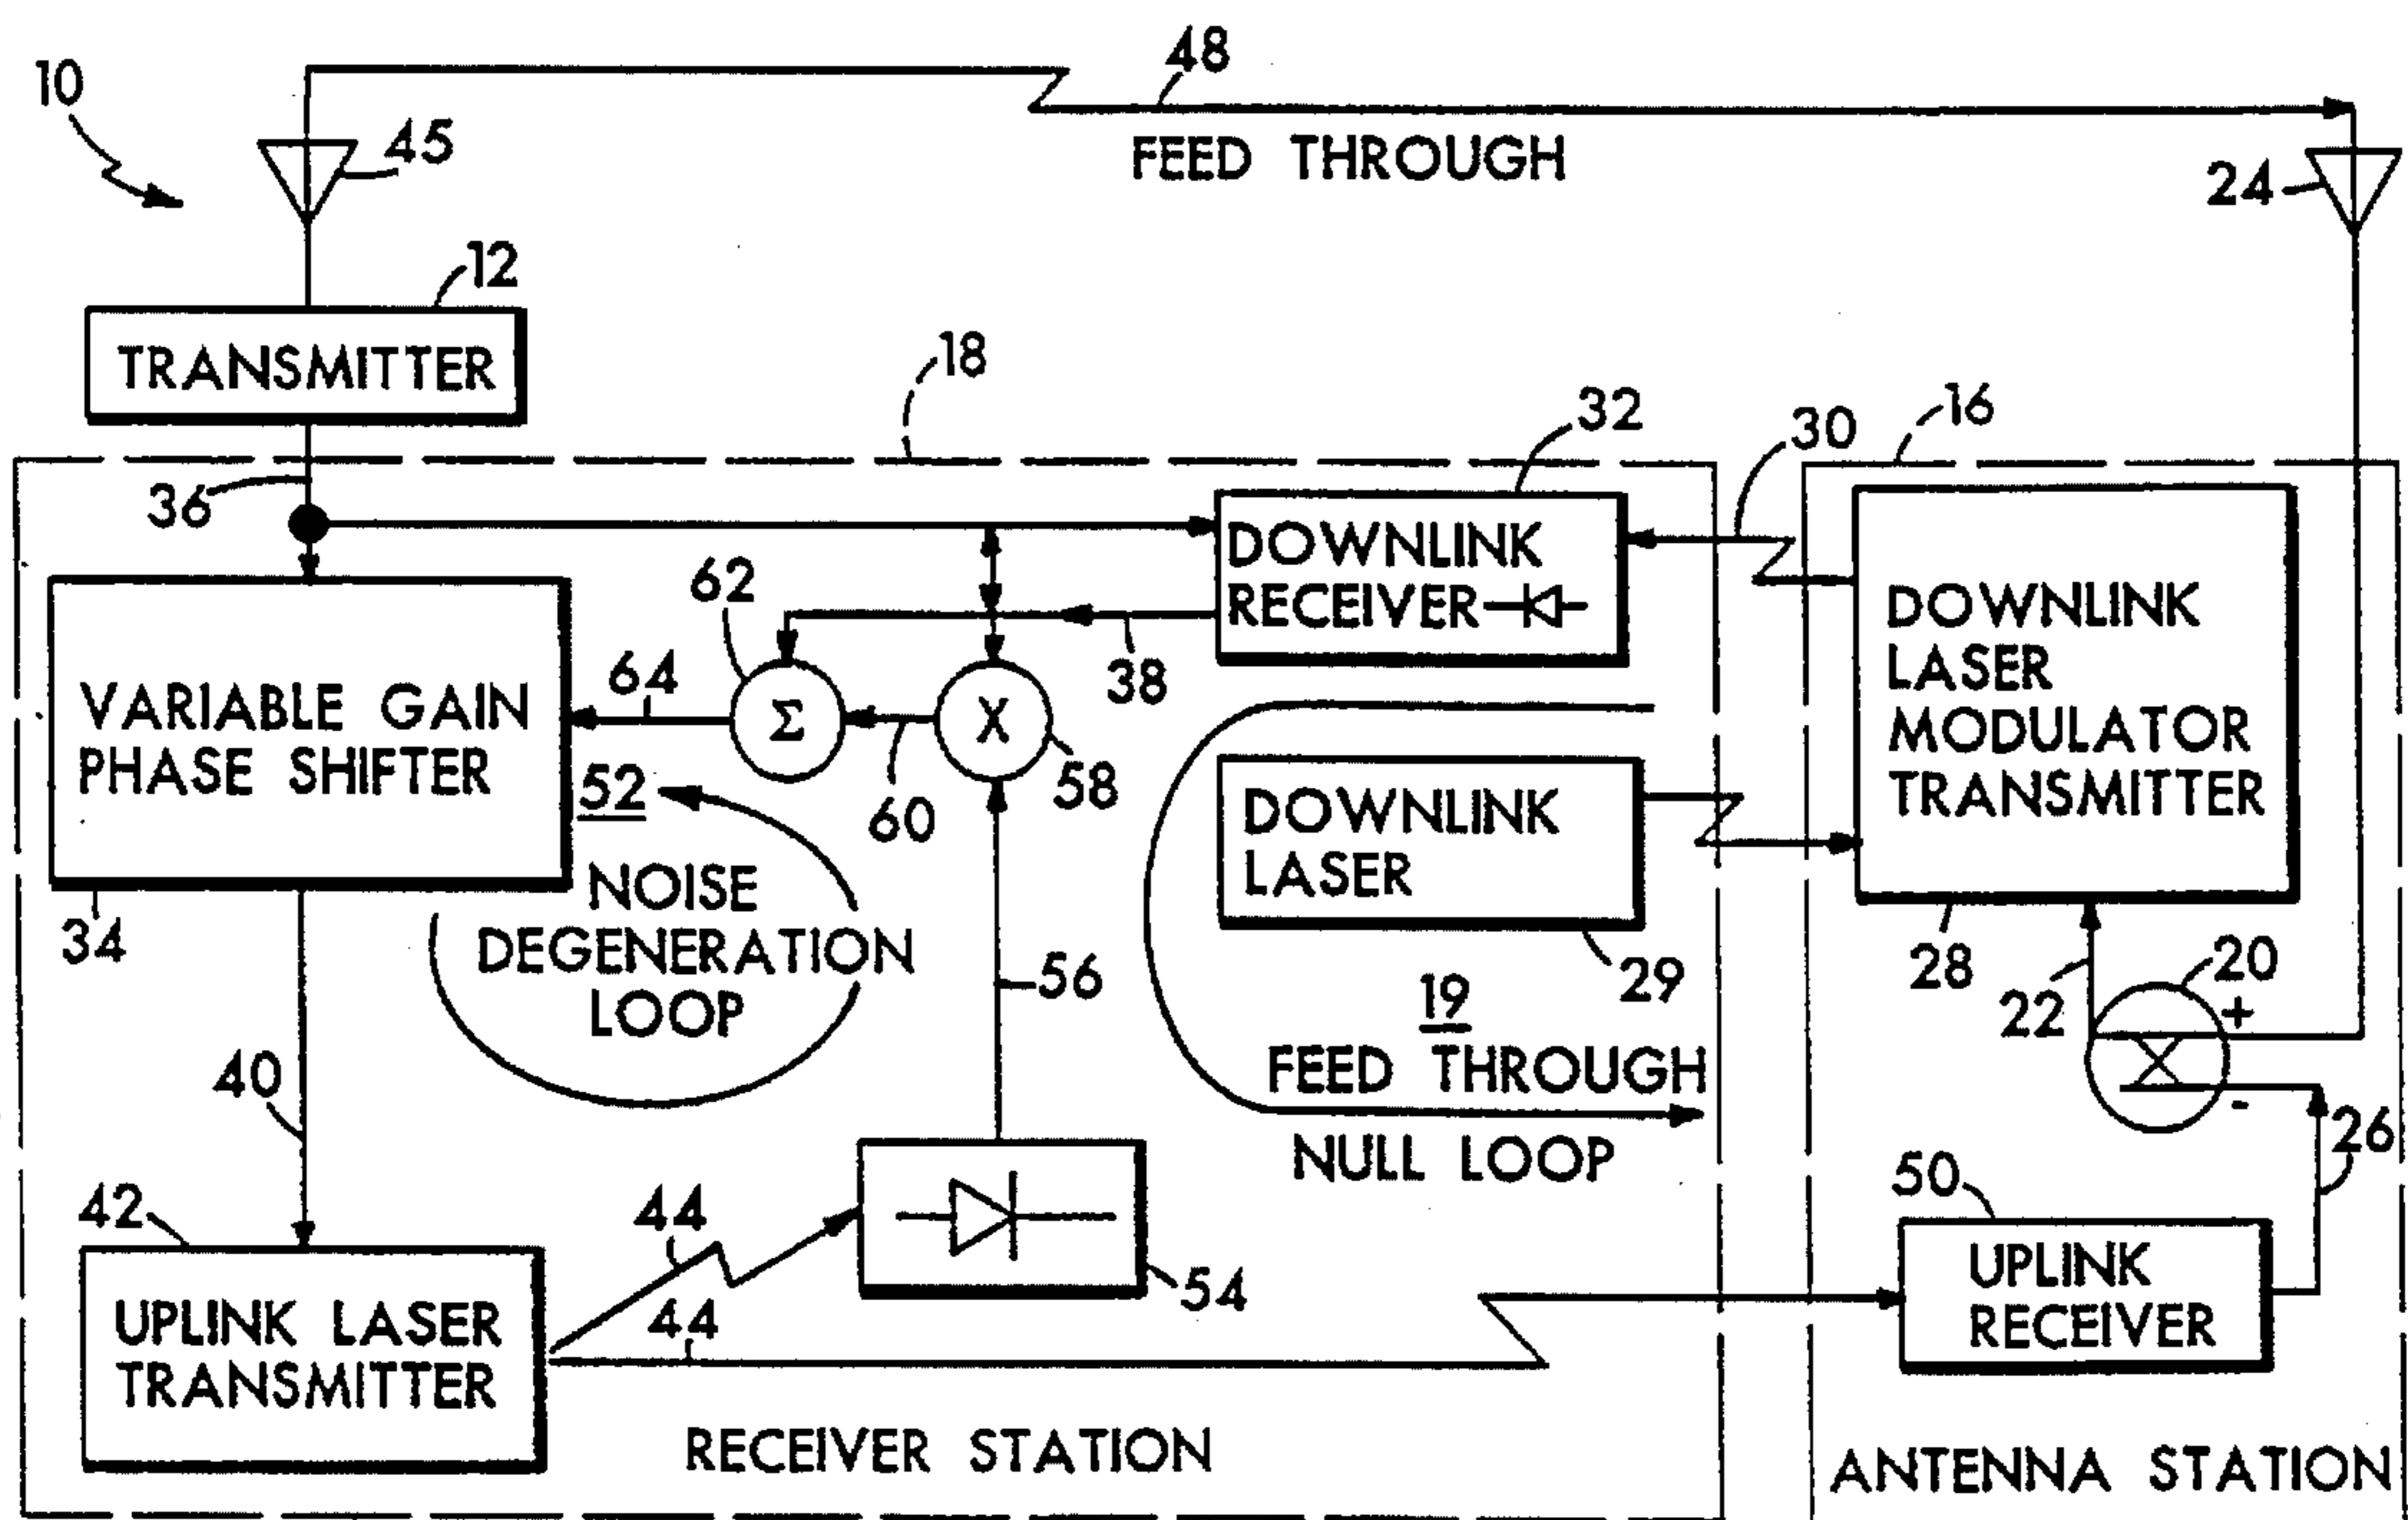 10
48
FEED THROUGH
45
24
12
TRANSMITTER
18
32
30
16
36
DOWNLINK
RECEIVER
62
38
64
Σ
X
58
60
VARIABLE GAIN
PHASE SHIFTER
52
34
NOISE
DEGENERATION
LOOP
DOWNLINK
LASER
29
DOWNLINK
LASER
MODULATOR
TRANSMITTER
28
22
20
+
-
26
19
FEED THROUGH
NULL LOOP
56
40
42
UPLINK LASER
TRANSMITTER
44
44
54
50
UPLINK
RECEIVER
RECEIVER STATION
ANTENNA STATION